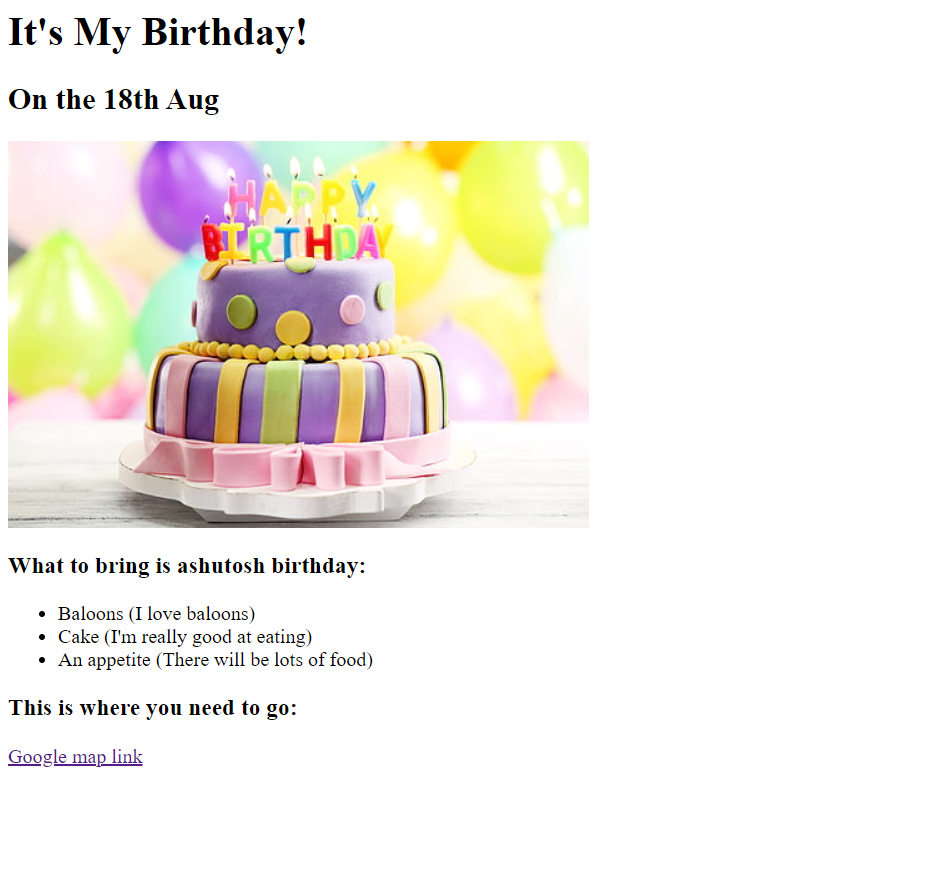 It's My Birthday!
On the 18th Aug
HAPPY
BIRTHDAY
What to bring is ashutosh birthday:
Baloons (I love baloons)
Cake (I'm really good at eating)
An appetite (There will be lots of food)
This is where you need to go:
Google map link